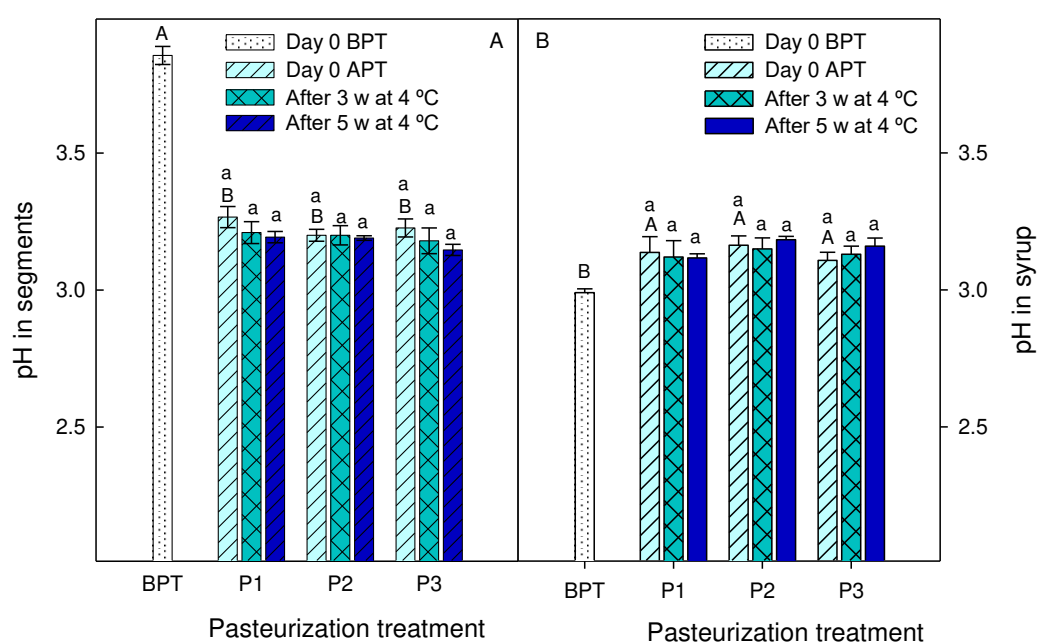 A
Day 0 BPT
Day 0 APT
After 3 w at 4 ºC
After 5 w at 4 ºC
A
B
Day 0 BPT
Day 0 APT
After 3 w at 4 ºC
After 5 w at 4 ºC
3.5
3.0
2.5
pH in segments
a
B
a
a
a
B
a
a
a
B
a
a
B
a
A
a
a
a
A
a
a
a
A
a
a
3.5
3.0
2.5
pH in syrup
BPT P1 P2 P3
BPT P1 P2 P3
Pasteurization treatment
Pasteurization treatment